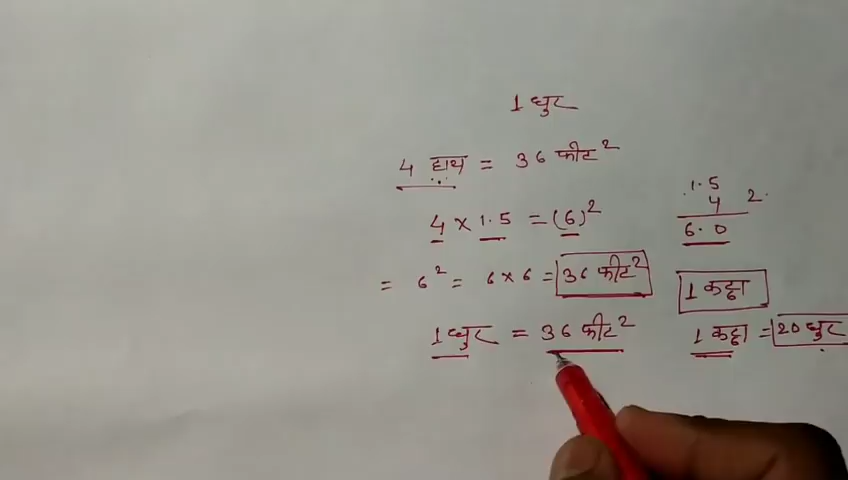 1 धुर
4 हाथ = 36 फीट²
4 × 1.5 = (6)²
1.5
4 2
6.0
= 6² = 6×6 = 36 फीट²
1 कट्ठा
1 धुर = 36 फीट²
1 कट्ठा = 20 धुर